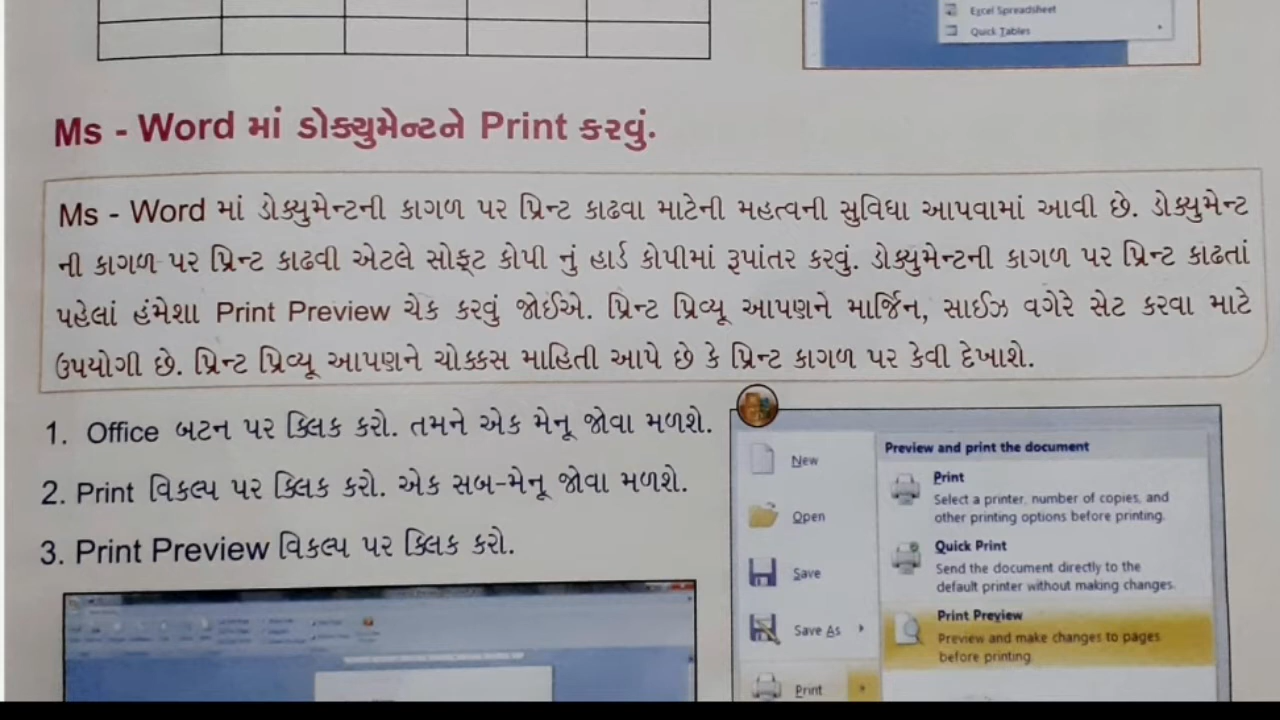 Excel Spreadsheet
Quick Tables
Ms - Word માં ડોક્યુમેન્ટને Print કરવું.
Ms - Word માં ડોક્યુમેન્ટની કાગળ પર પ્રિન્ટ કાઢવા માટેની મહત્વની સુવિધા આપવામાં આવી છે. ડોક્યુમેન્ટ
ની કાગળ પર પ્રિન્ટ કાઢવી એટલે સોફ્ટ કોપી નું હાર્ડ કોપીમાં રૂપાંતર કરવું. ડોક્યુમેન્ટની કાગળ પર પ્રિન્ટ કાઢતાં
પહેલાં હંમેશા Print Preview ચેક કરવું જોઈએ. પ્રિન્ટ પ્રિવ્યૂ આપણને માર્જિન, સાઈઝ વગેરે સેટ કરવા માટે
ઉપયોગી છે. પ્રિન્ટ પ્રિવ્યૂ આપણને ચોક્કસ માહિતી આપે છે કે પ્રિન્ટ કાગળ પર કેવી દેખાશે.
1. Office બટન પર ક્લિક કરો. તમને એક મેનૂ જોવા મળશે.
2. Print વિકલ્પ પર ક્લિક કરો. એક સબ-મેનૂ જોવા મળશે.
3. Print Preview વિકલ્પ પર ક્લિક કરો.
New
Open
Save
Save As
Print
Preview and print the document
Print
Select a printer, number of copies, and
other printing options before printing.
Quick Print
Send the document directly to the
default printer without making changes.
Print Preview
Preview and make changes to pages
before printing.